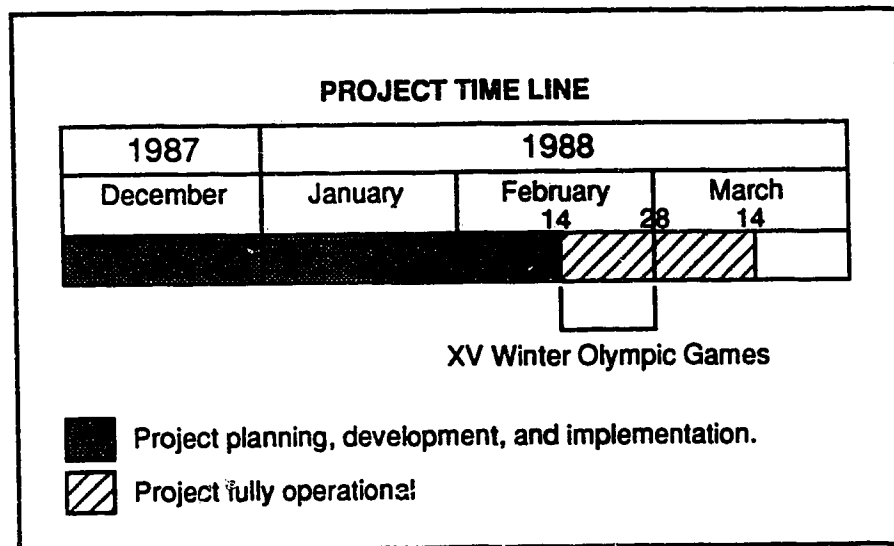 PROJECT TIME LINE
1987 1988
December January February March
14 28 14
XV Winter Olympic Games
Project planning, development, and implementation.
Project fully operational